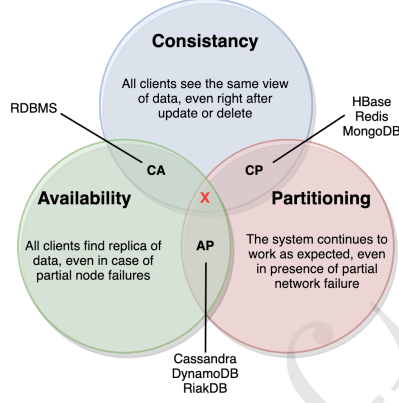 Consistancy
All clients see the same view
of data, even right after
update or delete
RDBMS
HBase
Redis
MongoDB
CA
CP
X
Availability
Partitioning
All clients find replica of
data, even in case of
partial node failures
AP
The system continues to
work as expected, even
in presence of partial
network failure
Cassandra
DynamoDB
RiakDB